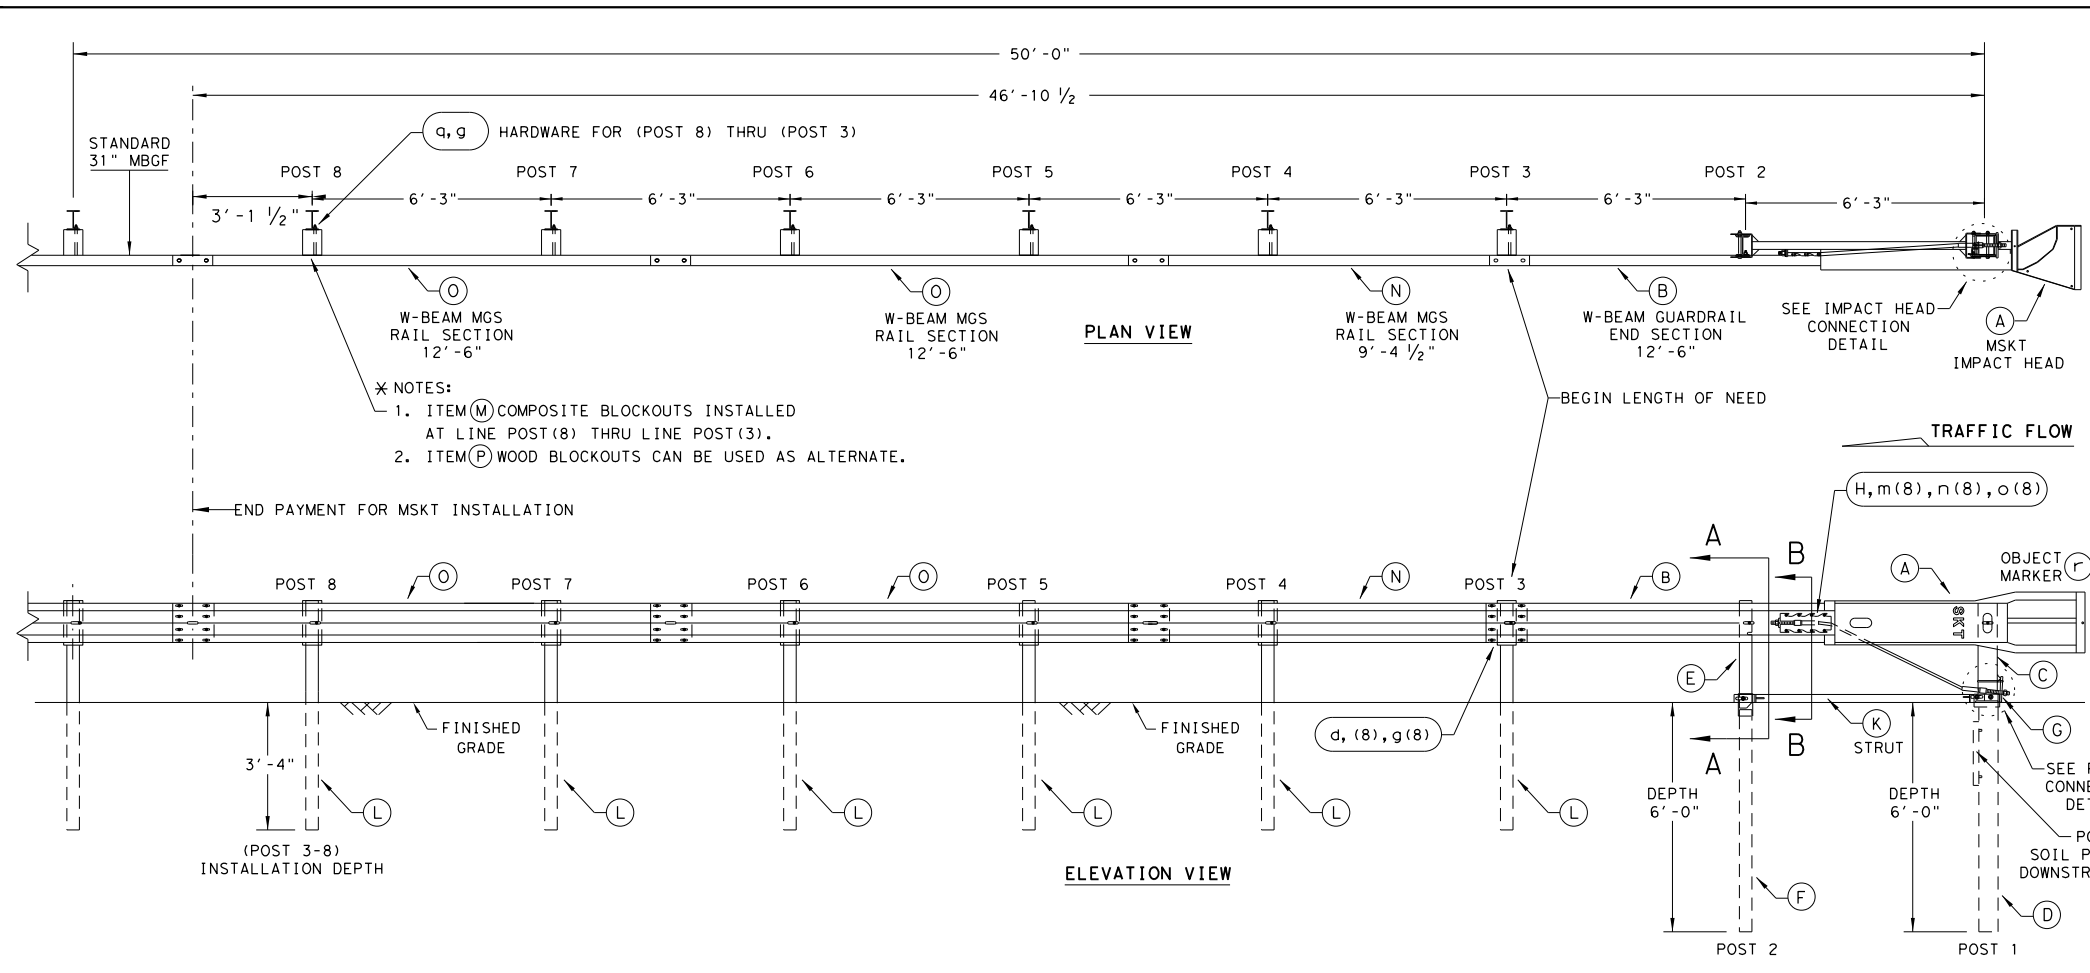 50'-0"
46'-10 1/2
STANDARD
31" MBGF
q,g HARDWARE FOR (POST 8) THRU (POST 3)
POST 8 POST 7 POST 6 POST 5 POST 4 POST 3 POST 2
3'-1 1/2" 6'-3" 6'-3" 6'-3" 6'-3" 6'-3" 6'-3" 6'-3"
O
W-BEAM MGS
RAIL SECTION
12'-6"
O
W-BEAM MGS
RAIL SECTION
12'-6"
PLAN VIEW
N
W-BEAM MGS
RAIL SECTION
9'-4 1/2"
B
W-BEAM GUARDRAIL
END SECTION
12'-6"
SEE IMPACT HEAD
CONNECTION
DETAIL
A
MSKT
IMPACT HEAD
* NOTES:
1. ITEM M COMPOSITE BLOCKOUTS INSTALLED
AT LINE POST(8) THRU LINE POST(3).
2. ITEM P WOOD BLOCKOUTS CAN BE USED AS ALTERNATE.
BEGIN LENGTH OF NEED
TRAFFIC FLOW
END PAYMENT FOR MSKT INSTALLATION
H,m(8),n(8),o(8)
A B
OBJECT
MARKER r
POST 8 O POST 7 POST 6 O POST 5 POST 4 N POST 3 B A
SKT
E C
FINISHED
GRADE
FINISHED
GRADE
d,(8),g(8)
K
STRUT
G
A B
3'-4"
L L L L L L
DEPTH
6'-0"
DEPTH
6'-0"
SEE
CONNE
DET
SOIL P
DOWNSTR
(POST 3-8)
INSTALLATION DEPTH
ELEVATION VIEW
F D
POST 2 POST 1